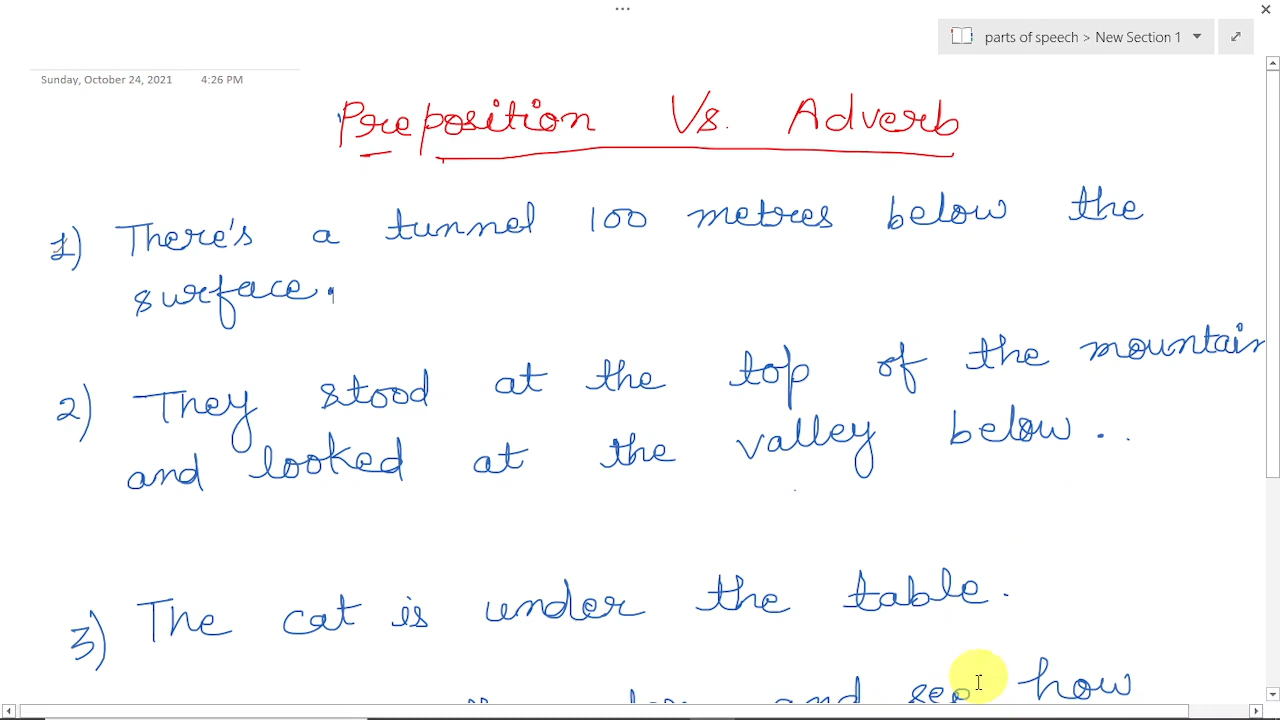 parts of speech > New Section 1
Sunday, October 24, 2021 4:26 PM
Preposition Vs. Adverb
1) There's a tunnel 100 metres below the
surface.
2) They stood at the top of the mountain
and looked at the valley below..
3) The cat is under the table.
and see how